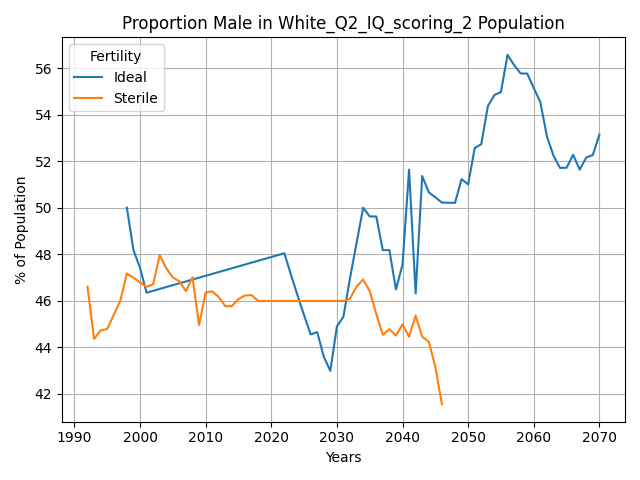 Proportion Male in White_Q2_IQ_scoring_2 Population
Fertility
Ideal
Sterile
% of Population
56
54
52
50
48
46
44
42
1990 2000 2010 2020 2030 2040 2050 2060 2070
Years